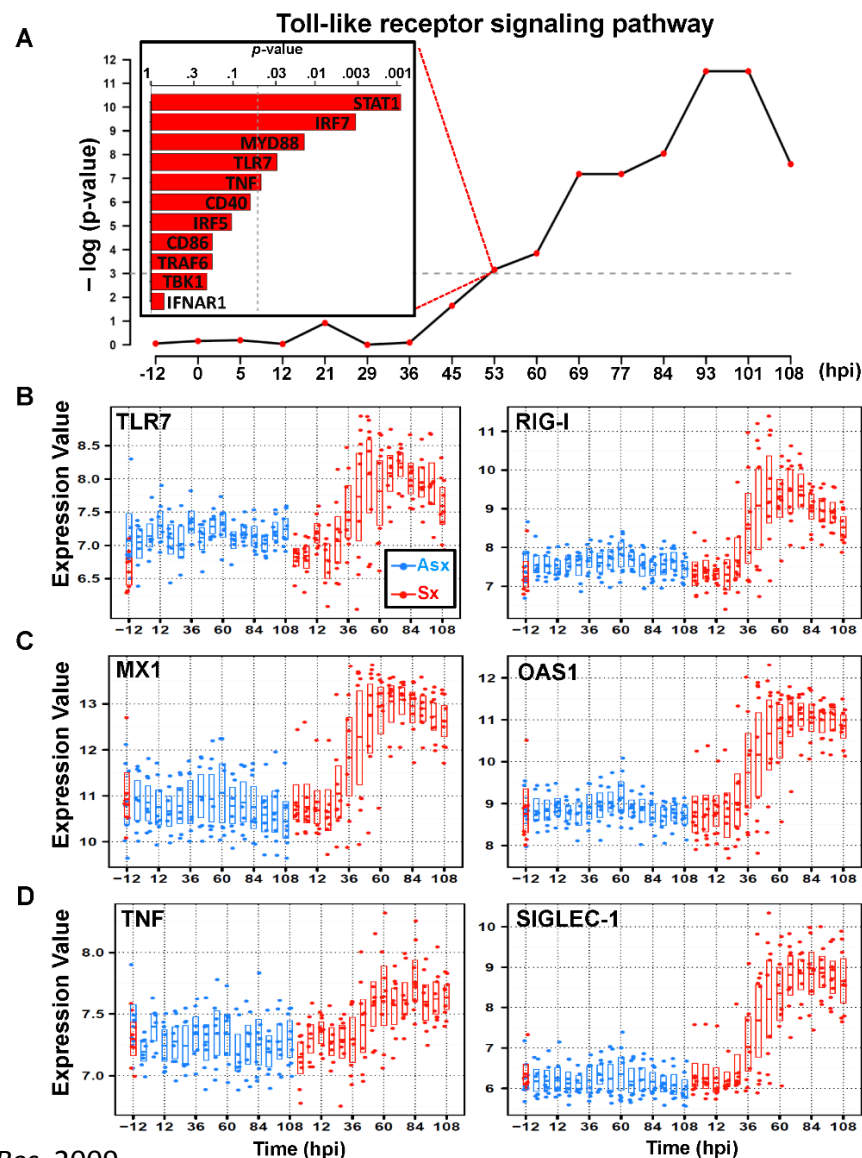 Toll-like receptor signaling pathway
A
p-value
1 .3 .1 .03 .01 .003 .001
STAT1
IRF7
MYD88
TLR7
TNF
CD40
IRF5
CD86
TRAF6
TBK1
IFNAR1
– log (p-value)
12
11
10
9
8
7
6
5
4
3
2
1
0
-12 0 5 12 21 29 36 45 53 60 69 77 84 93 101 108 (hpi)
B
Expression Value
TLR7
8.5
8.0
7.5
7.0
6.5
Asx
Sx
−12 12 36 60 84 108 12 36 60 84 108
RIG-I
11
10
9
8
7
−12 12 36 60 84 108 12 36 60 84 108
C
Expression Value
MX1
13
12
11
10
−12 12 36 60 84 108 12 36 60 84 108
OAS1
12
11
10
9
8
−12 12 36 60 84 108 12 36 60 84 108
D
Expression Value
TNF
8.0
7.5
7.0
−12 12 36 60 84 108 12 36 60 84 108
Time (hpi)
SIGLEC-1
10
9
8
7
6
−12 12 36 60 84 108 12 36 60 84 108
Time (hpi)